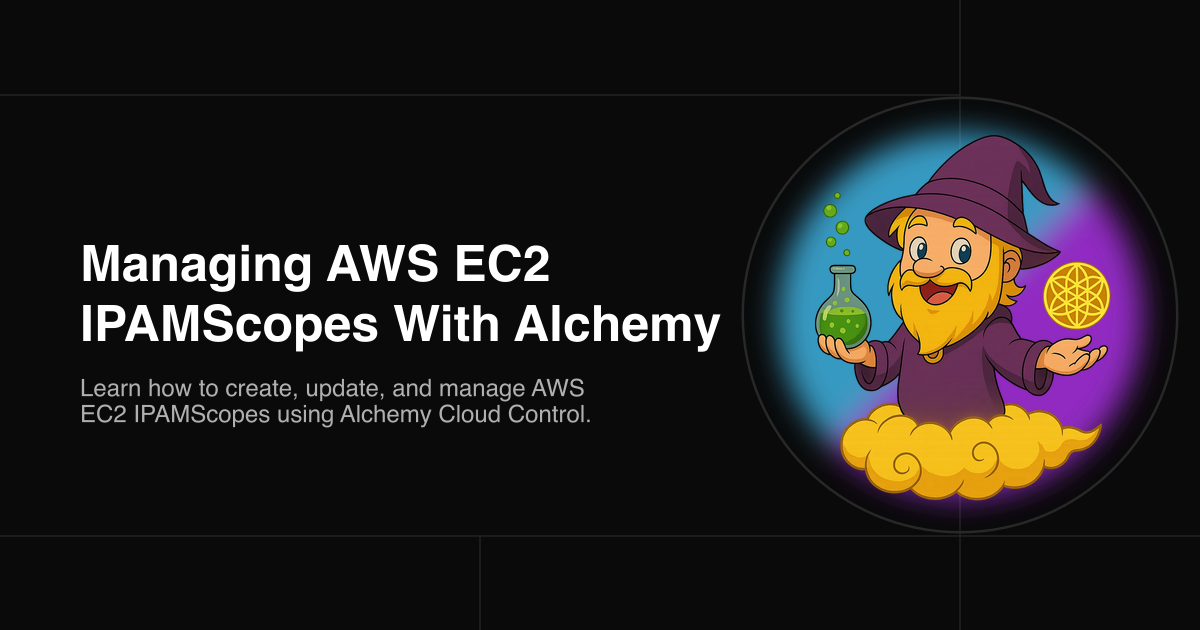 Managing AWS EC2
IPAMScopes With Alchemy
Learn how to create, update, and manage AWS
EC2 IPAMScopes using Alchemy Cloud Control.